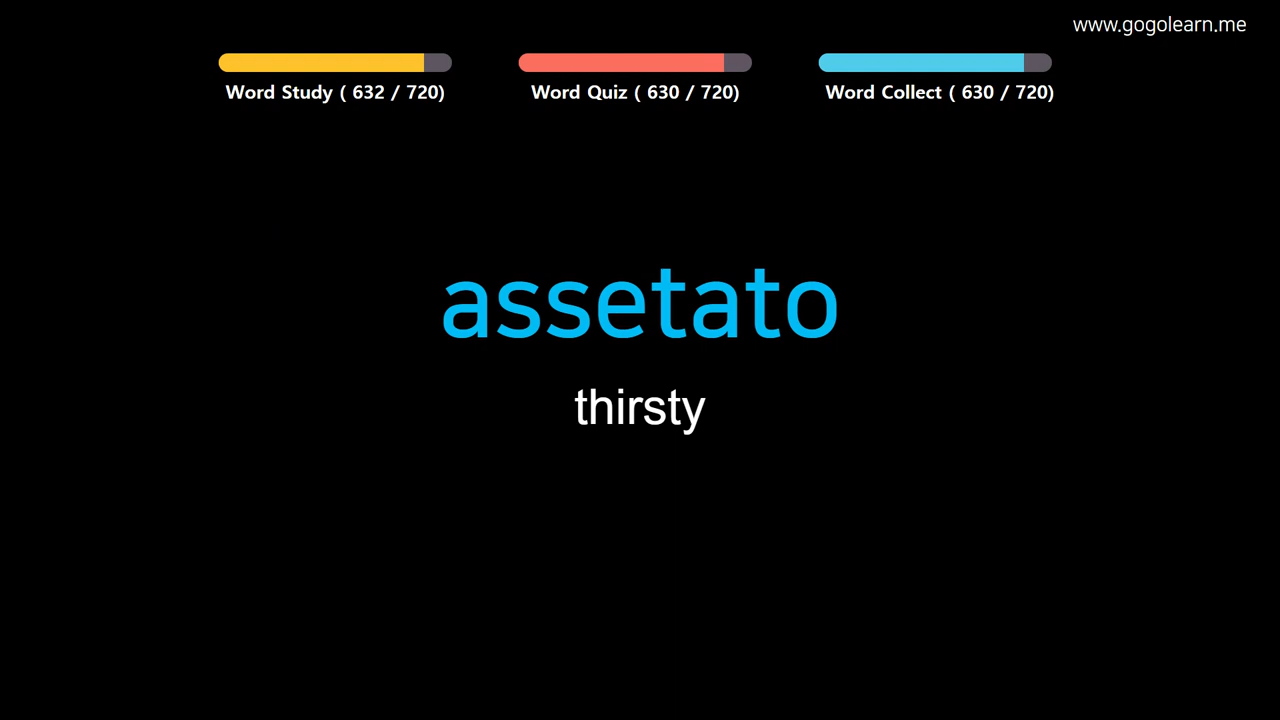 www.gogolearn.me
Word Study ( 632 / 720)
Word Quiz ( 630 / 720)
Word Collect ( 630 / 720)
assetato
thirsty